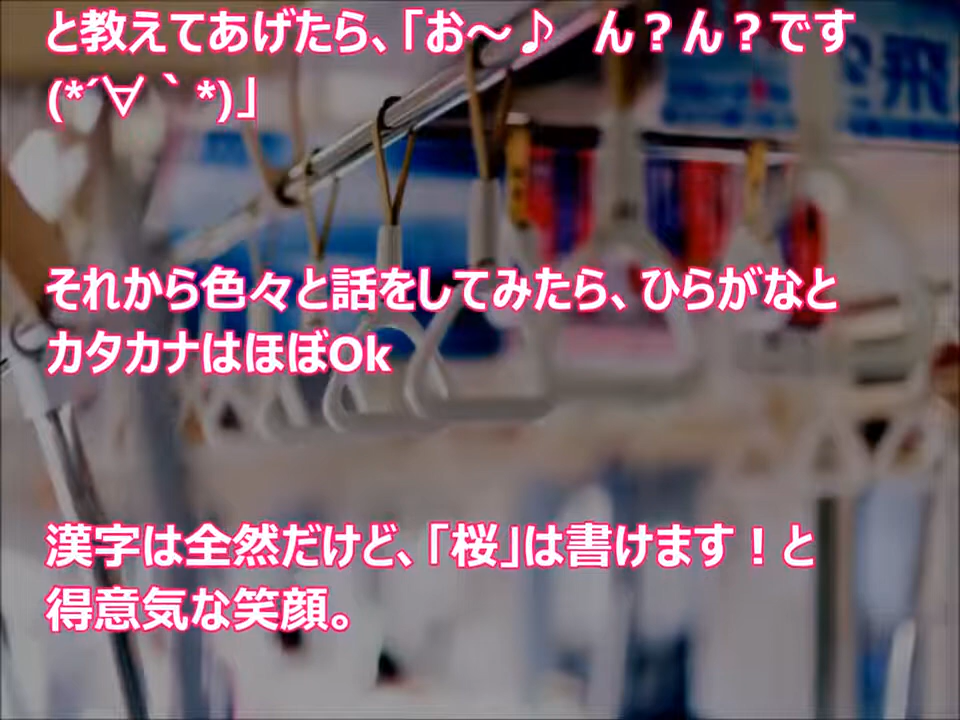 と教えてあげたら、「お～♪　ん？ん？です
(*´∀｀*)」
それから色々と話をしてみたら、ひらがなと
カタカナはほぼOk
漢字は全然だけど、「桜」は書けます！と
得意気な笑顔。
飛